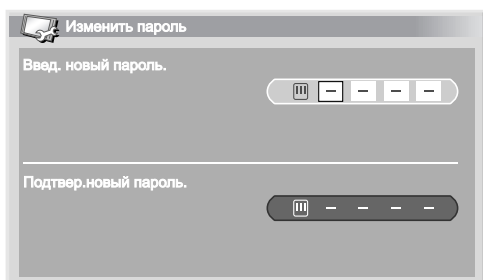 Изменить пароль
Введ. новый пароль.
– – – –
Подтвер.новый пароль.
– – – –